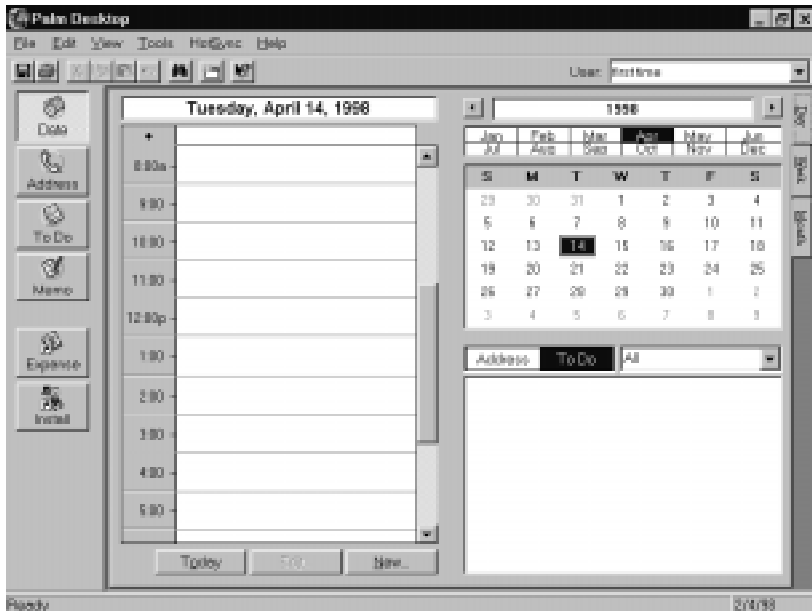 Palm Desktop
File Edit View Tools HotSync Help
User: firsttime
Date
Address
To Do
Memo
Expense
Install
Tuesday, April 14, 1998
8:00a
9:00
10:00
11:00
12:00p
1:00
2:00
3:00
4:00
5:00
Today Edit New...
1998
Jan Feb Mar Apr May Jun
Jul Aug Sep Oct Nov Dec
S M T W T F S
29 30 31 1 2 3 4
5 6 7 8 9 10 11
12 13 14 15 16 17 18
19 20 21 22 23 24 25
26 27 28 29 30 1 2
3 4 5 6 7 8 9
Day
Week
Month
Address To Do All
Ready 2/4/98